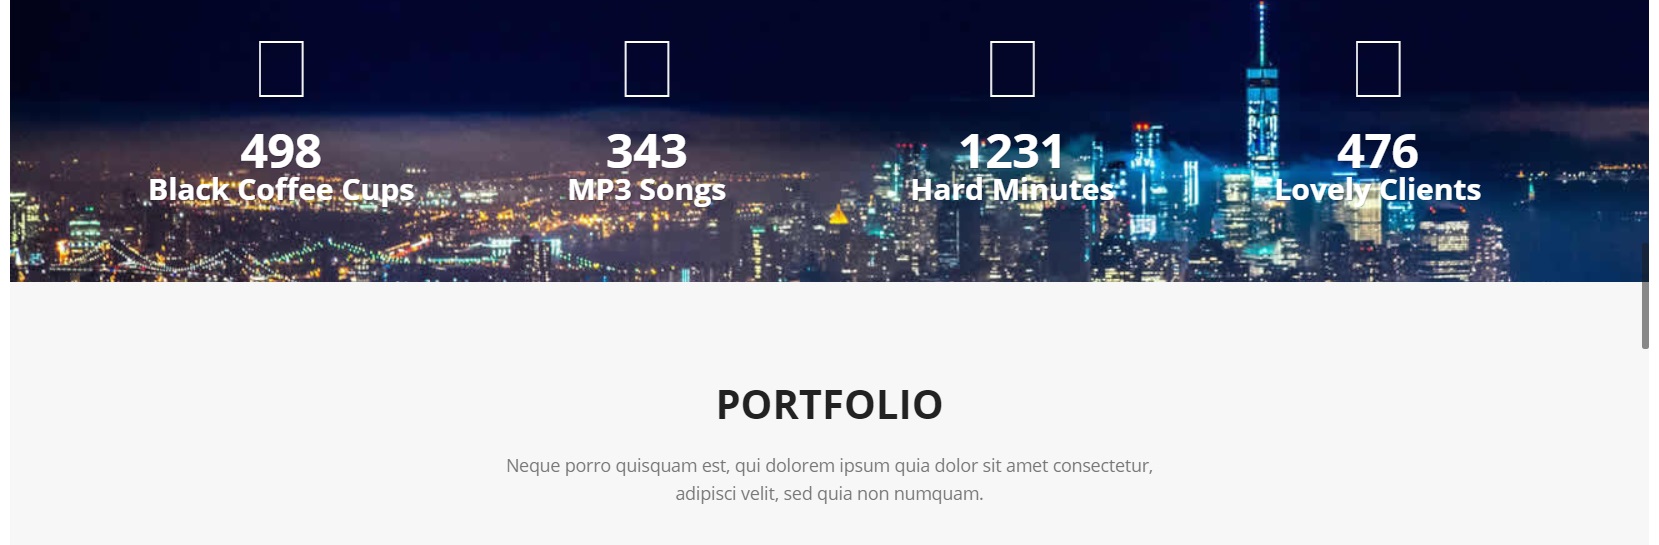 498
343
1231
476
Black Coffee Cups
MP3 Songs
Hard Minutes
Lovely Clients
PORTFOLIO
Neque porro quisquam est, qui dolorem ipsum quia dolor sit amet consectetur,
adipisci velit, sed quia non numquam.